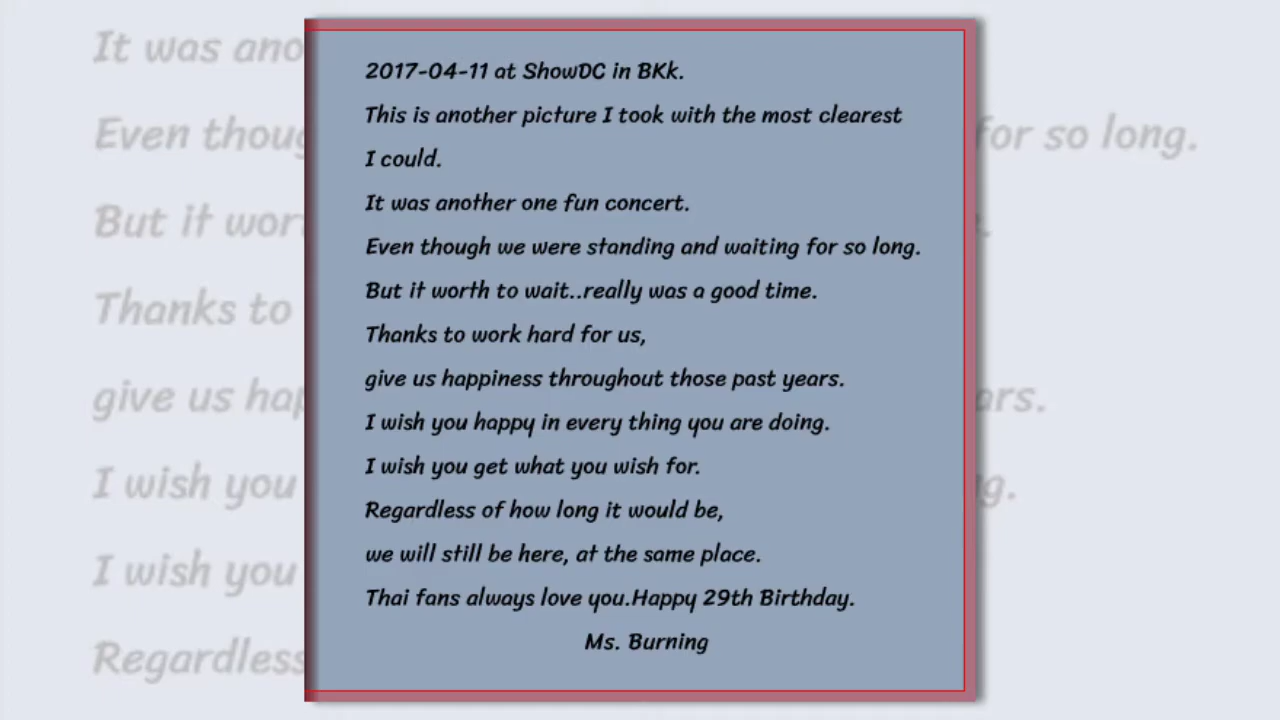 2017-04-11 at ShowDC in BKk.
This is another picture I took with the most clearest
I could.
It was another one fun concert.
Even though we were standing and waiting for so long.
But it worth to wait..really was a good time.
Thanks to work hard for us,
give us happiness throughout those past years.
I wish you happy in every thing you are doing.
I wish you get what you wish for.
Regardless of how long it would be,
we will still be here, at the same place.
Thai fans always love you.Happy 29th Birthday.
Ms. Burning